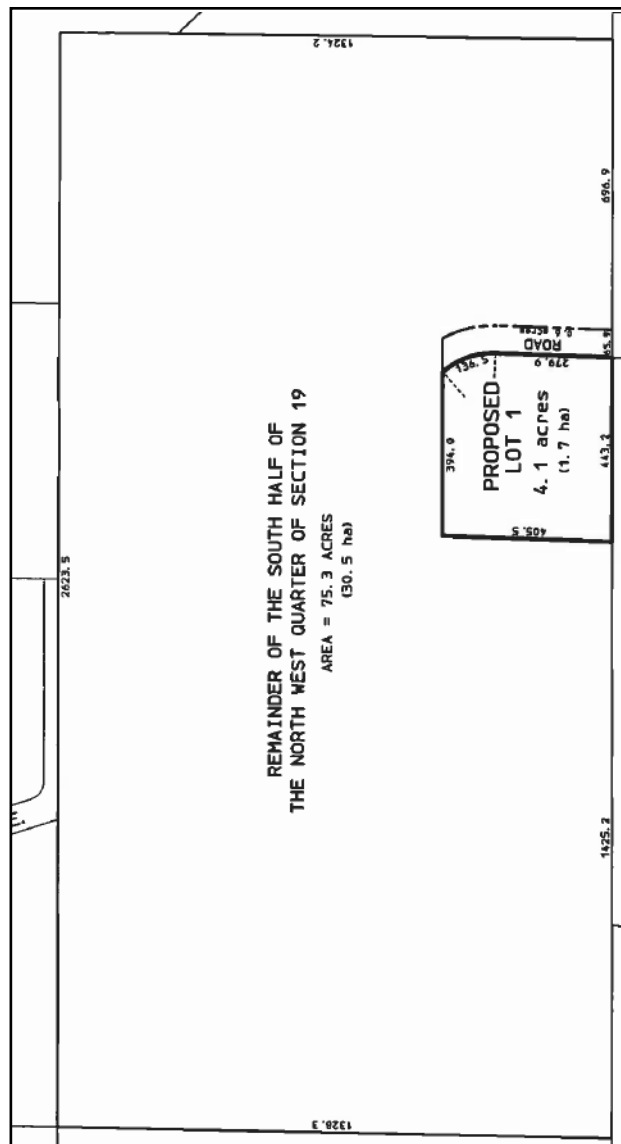 1324.2
696.9
65.9
ROAD
279.9
136.5
394.0
PROPOSED
LOT 1
4.1 acres
(1.7 ha)
443.2
405.5
2623.5
REMAINDER OF THE SOUTH HALF OF
THE NORTH WEST QUARTER OF SECTION 19
AREA = 75.3 ACRES
(30.5 ha)
1425.2
1328.3